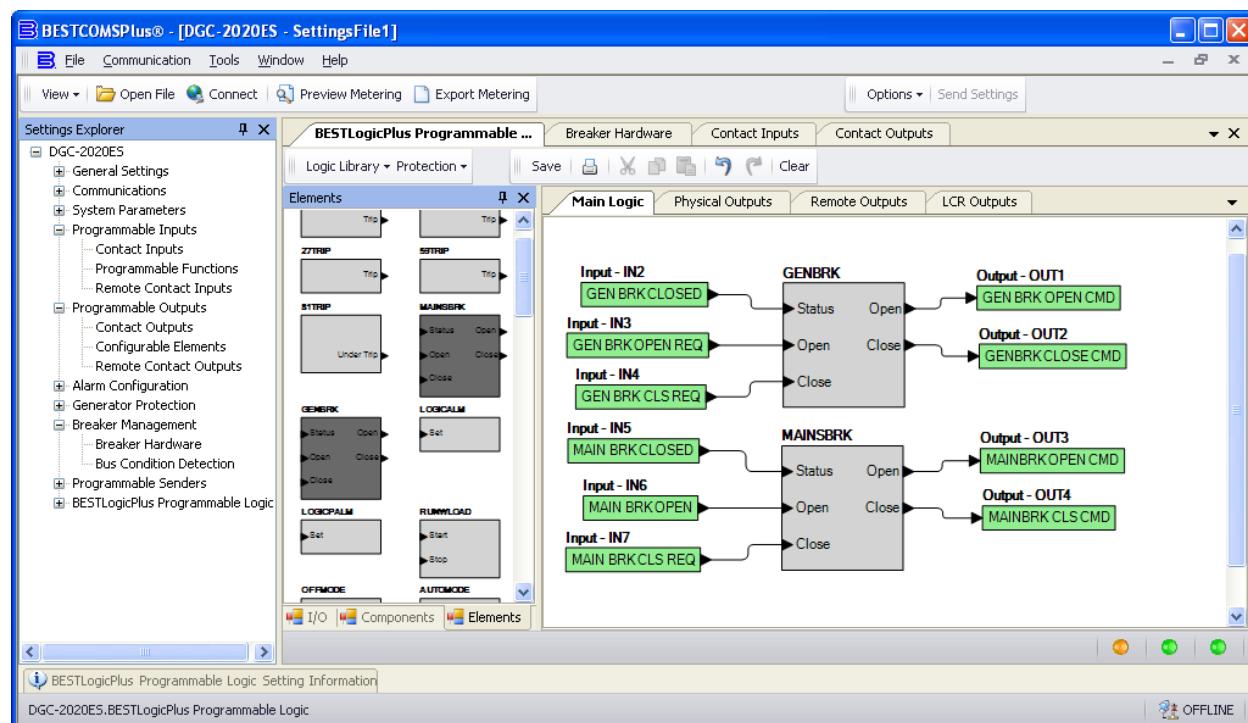 BESTCOMSPlus® - [DGC-2020ES - SettingsFile1]
File Communication Tools Window Help
View Open File Connect Preview Metering Export Metering Options Send Settings
Settings Explorer
DGC-2020ES
General Settings
Communications
System Parameters
Programmable Inputs
Contact Inputs
Programmable Functions
Remote Contact Inputs
Programmable Outputs
Contact Outputs
Configurable Elements
Remote Contact Outputs
Alarm Configuration
Generator Protection
Breaker Management
Breaker Hardware
Bus Condition Detection
Programmable Senders
BESTLogicPlus Programmable Logic
BESTLogicPlus Programmable ... Breaker Hardware Contact Inputs Contact Outputs
Logic Library Protection Save Clear
Elements
Trip Trip
27TRIP 59TRIP
Trip Trip
51TRIP MAINSBRK
Under Trip
Status Open
Open Close
Close
GENBRK LOGICALM
Status Open
Open Close
Close
Set
LOGICPALM RUNWLOAD
Set
Start
Stop
OFFMODE AUTOMODE
I/O Components Elements
Main Logic Physical Outputs Remote Outputs LCR Outputs
Input - IN2
GEN BRK CLOSED
Input - IN3
GEN BRK OPEN REQ
Input - IN4
GEN BRK CLS REQ
GENBRK
Status Open
Open Close
Close
Output - OUT1
GEN BRK OPEN CMD
Output - OUT2
GENBRK CLOSE CMD
Input - IN5
MAIN BRK CLOSED
Input - IN6
MAIN BRK OPEN
Input - IN7
MAIN BRK CLS REQ
MAINSBRK
Status Open
Open Close
Close
Output - OUT3
MAINBRK OPEN CMD
Output - OUT4
MAINBRK CLS CMD
BESTLogicPlus Programmable Logic Setting Information
DGC-2020ES.BESTLogicPlus Programmable Logic OFFLINE